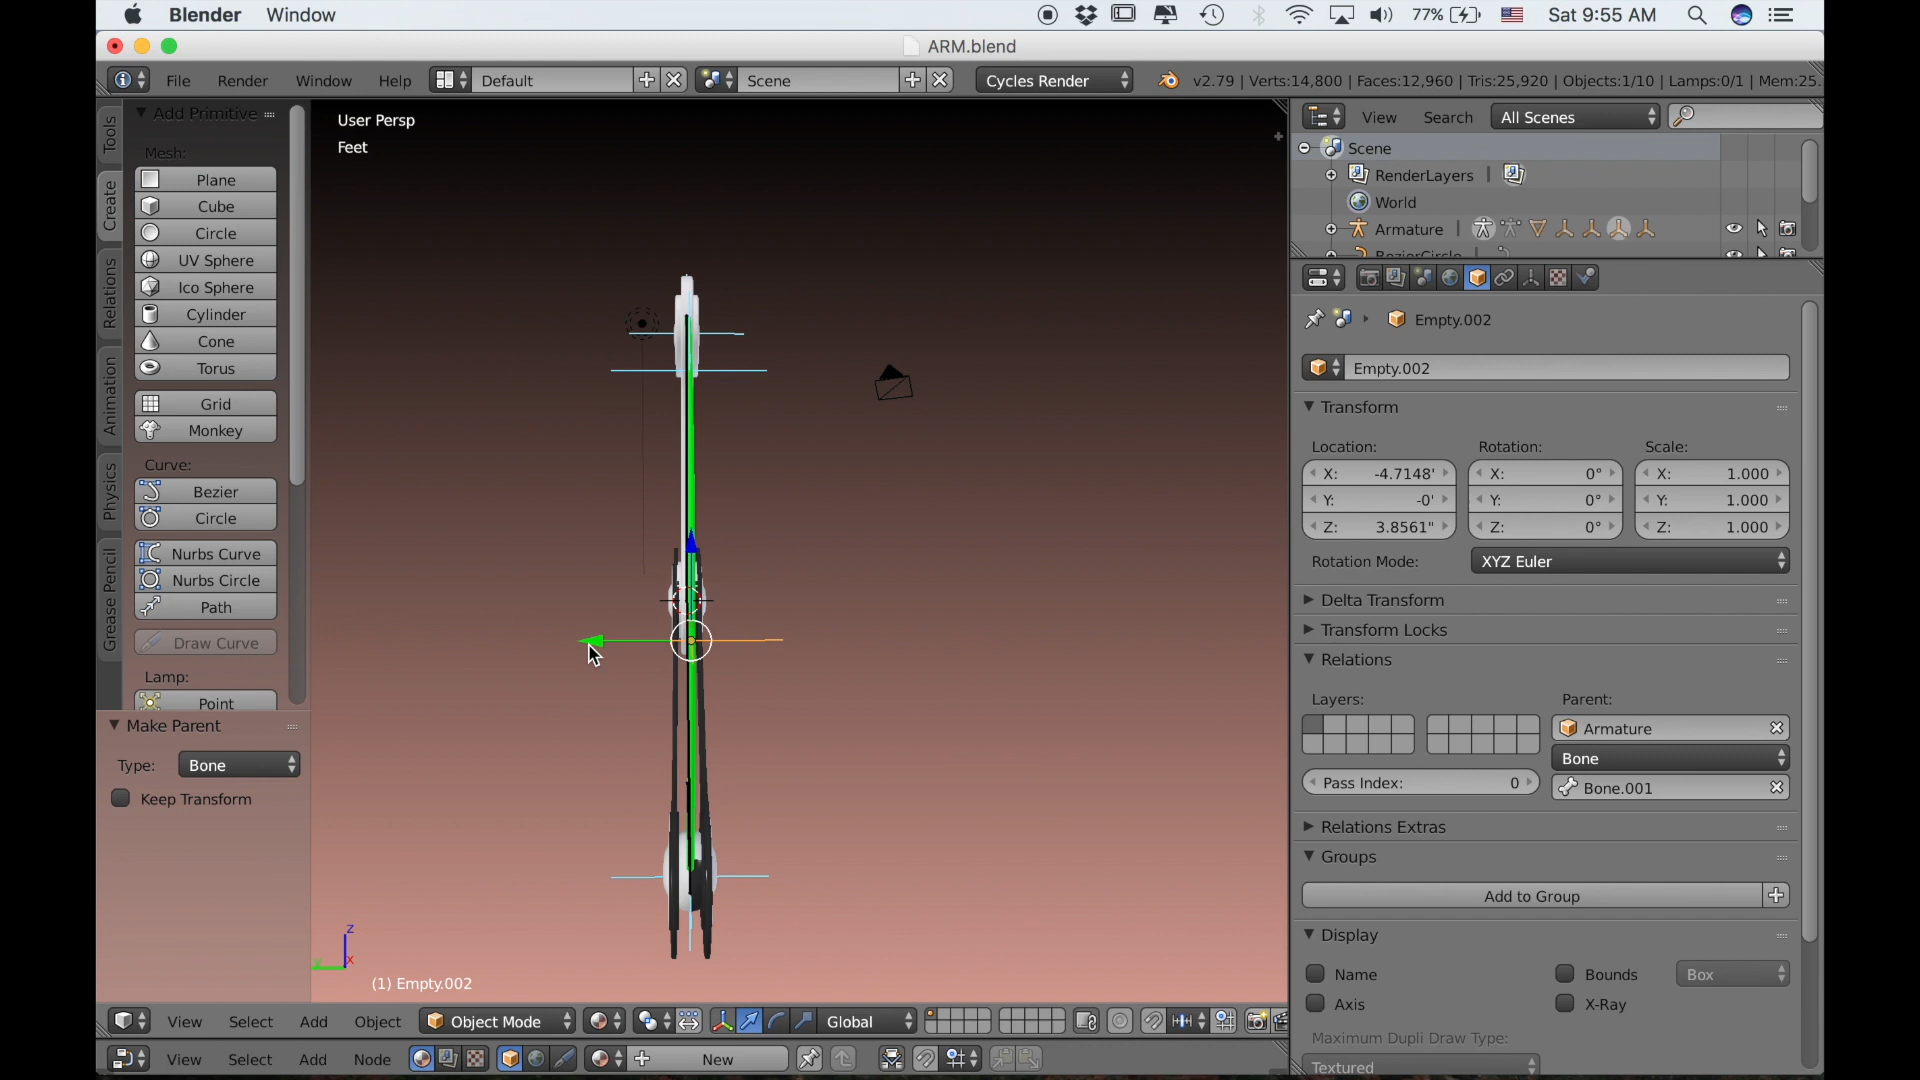 Blender Window 77% Sat 9:55 AM
ARM.blend
File Render Window Help Default Scene Cycles Render v2.79 | Verts:14,800 | Faces:12,960 | Tris:25,920 | Objects:1/10 | Lamps:0/1 | Mem:25.
Tools
Create
Relations
Animation
Physics
Grease Pencil
Add Primitive
Mesh:
Plane
Cube
Circle
UV Sphere
Ico Sphere
Cylinder
Cone
Torus
Grid
Monkey
Curve:
Bezier
Circle
Nurbs Curve
Nurbs Circle
Path
Draw Curve
Lamp:
Point
Make Parent
Type: Bone
Keep Transform
User Persp
Feet
Z
Y X
(1) Empty.002
View Select Add Object Object Mode Global
View Select Add Node New
View Search All Scenes
Scene
RenderLayers |
World
Armature |
BezierCircle
Empty.002
Empty.002
Transform
Location: Rotation: Scale:
X: -4.7148' X: 0° X: 1.000
Y: -0' Y: 0° Y: 1.000
Z: 3.8561" Z: 0° Z: 1.000
Rotation Mode: XYZ Euler
Delta Transform
Transform Locks
Relations
Layers: Parent:
Armature
Bone
Pass Index: 0 Bone.001
Relations Extras
Groups
Add to Group
Display
Name Bounds Box
Axis X-Ray
Maximum Dupli Draw Type:
Textured